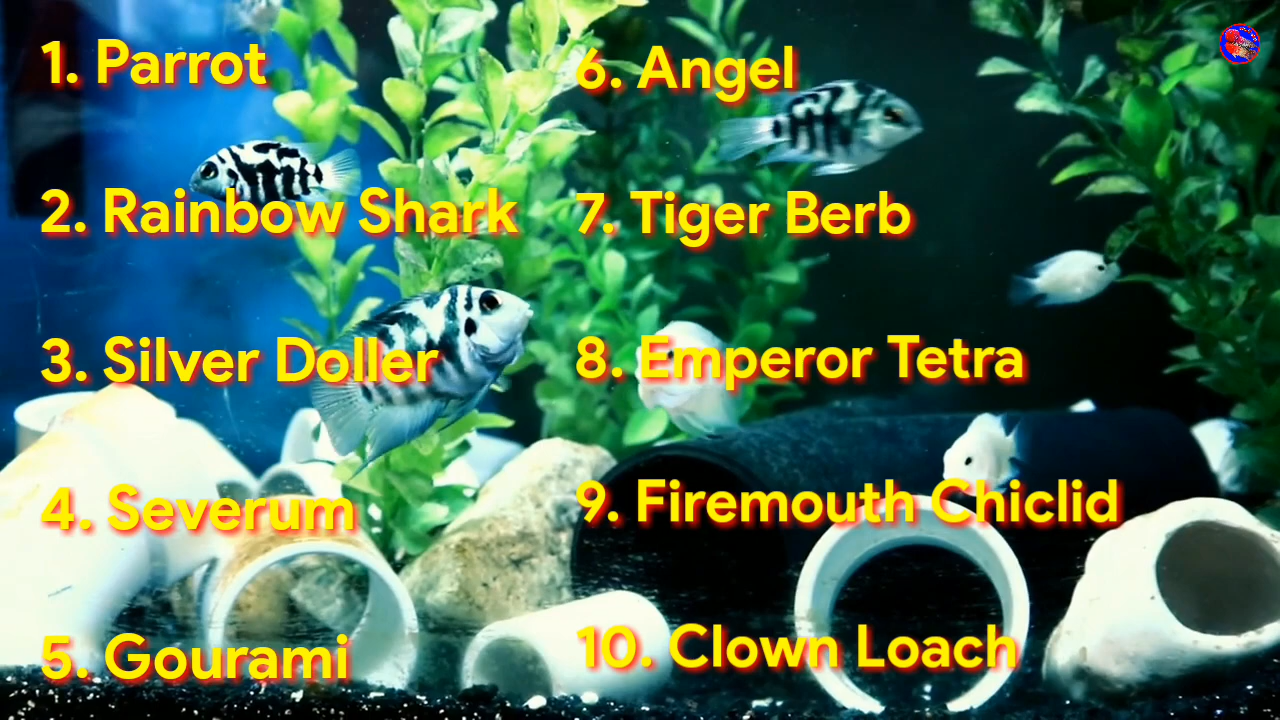 1. Parrot
2. Rainbow Shark
3. Silver Doller
4. Severum
5. Gourami
6. Angel
7. Tiger Berb
8. Emperor Tetra
9. Firemouth Chiclid
10. Clown Loach